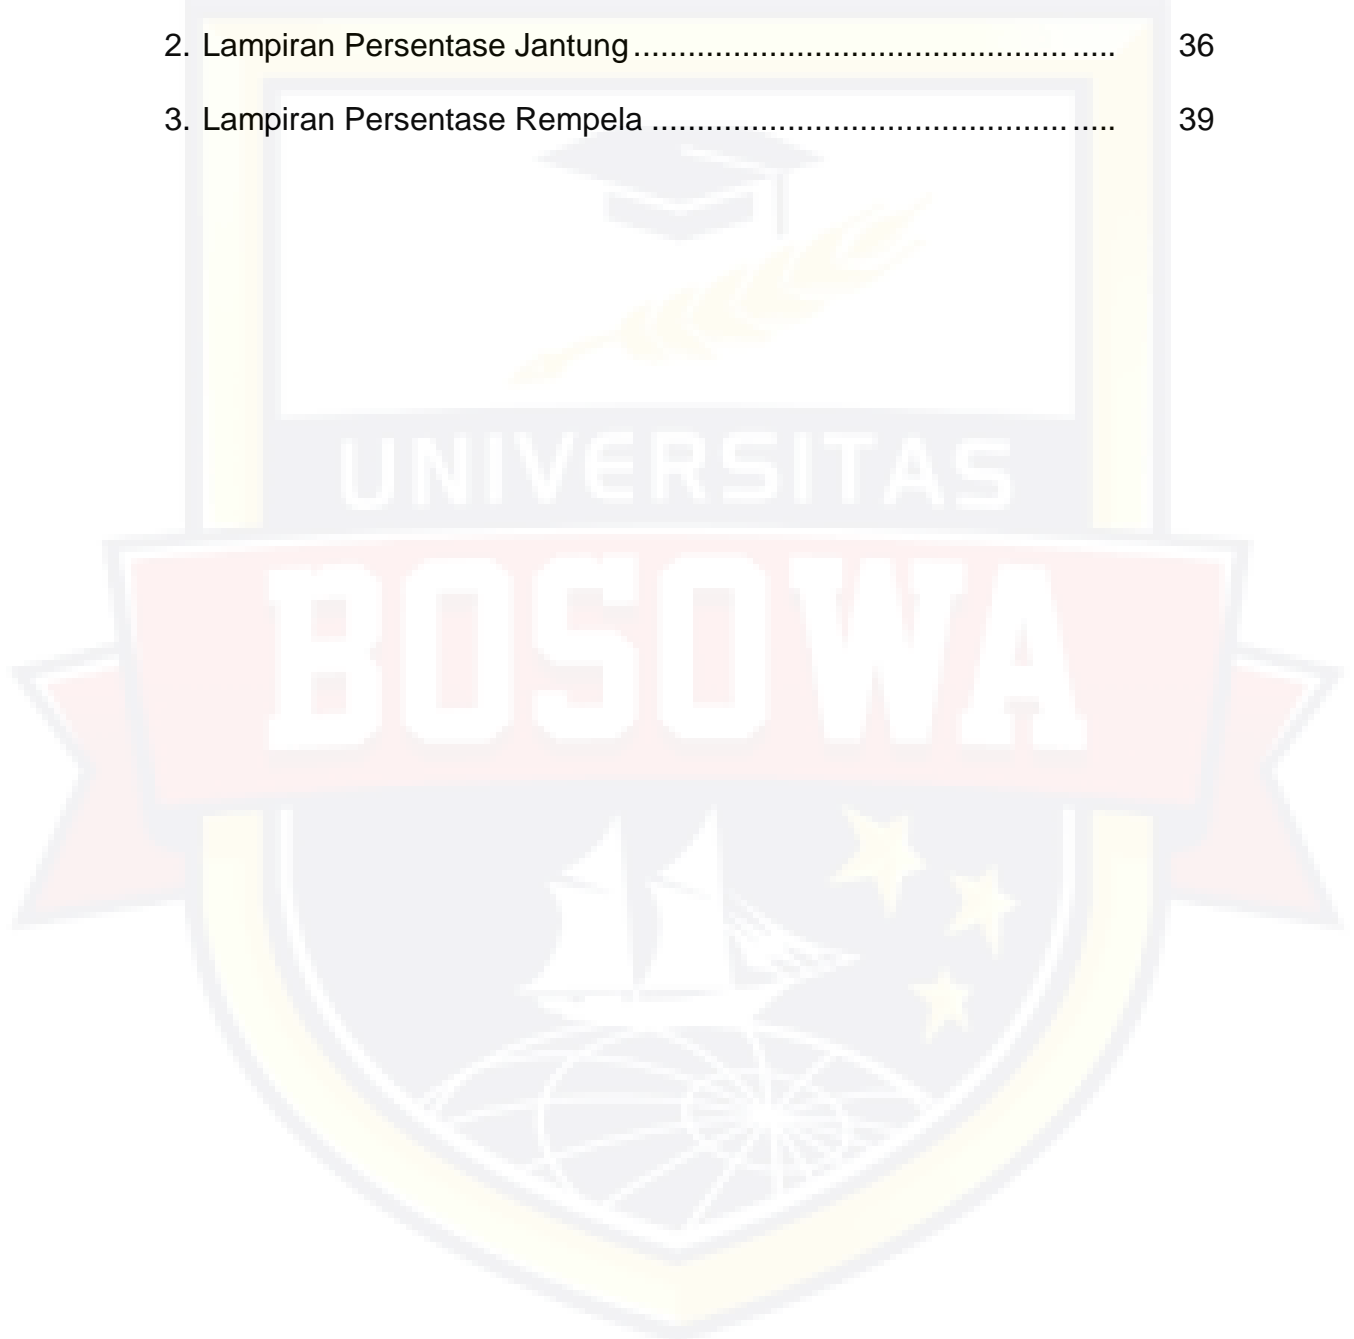 2. Lampiran Persentase Jantung .................................................... 36
3. Lampiran Persentase Rempela .................................................. 39
UNIVERSITAS
BOSOWA